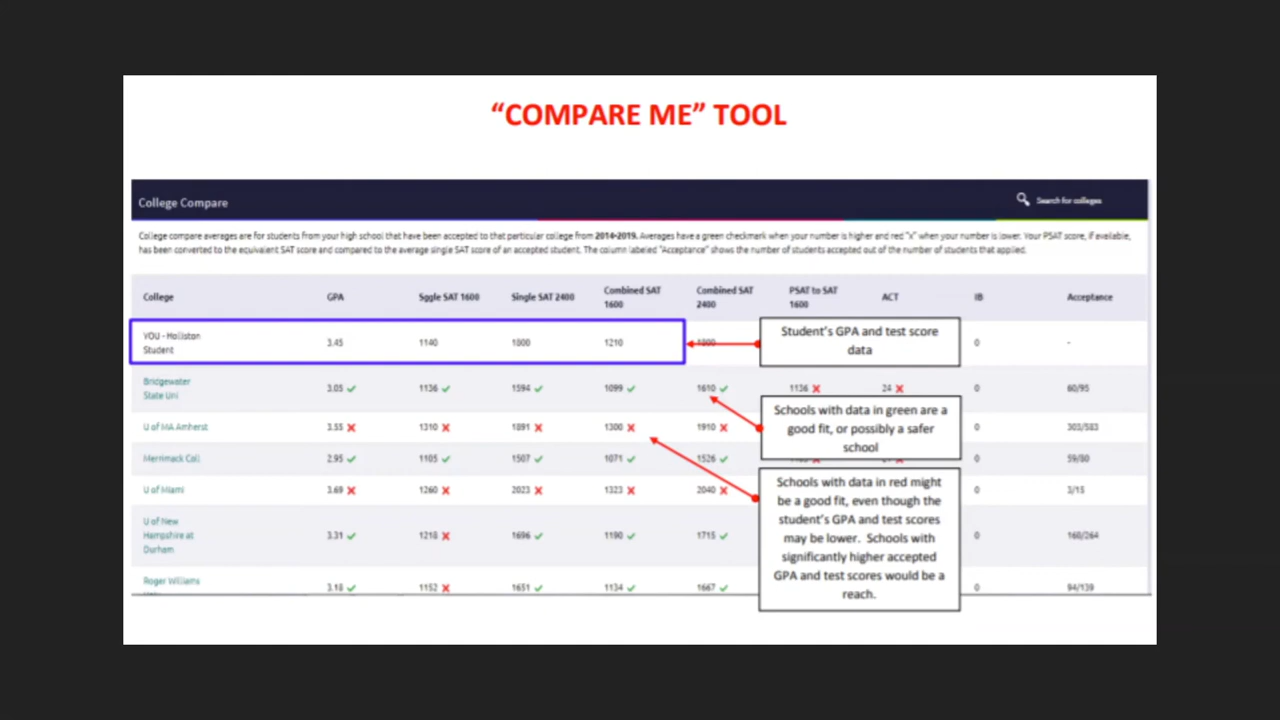 “COMPARE ME” TOOL
College Compare
Search for colleges
College compare averages are for students from your high school that have been accepted to that particular college from 2014-2019. Averages have a green checkmark when your number is higher and red "x" when your number is lower. Your PSAT score, if available,
has been converted to the equivalent SAT score and compared to the average single SAT score of an accepted student. The column labeled "Acceptance" shows the number of students accepted out of the number of students that applied.
College GPA Sggle SAT 1600 Single SAT 2400 Combined SAT 1600 Combined SAT 2400 PSAT to SAT 1600 ACT IB Acceptance
YOU - Holliston Student 3.45 1140 1800 1210 1800 0 -
Student's GPA and test score
data
Bridgewater State Uni 3.05 ✓ 1136 ✓ 1594 ✓ 1099 ✓ 1610 ✓ 1136 ✗ 24 ✗ 0 60/95
Schools with data in green are a
good fit, or possibly a safer
school
U of MA Amherst 3.55 ✗ 1310 ✗ 1891 ✗ 1300 ✗ 1910 ✗ 0 303/583
Merrimack Coll 2.95 ✓ 1105 ✓ 1507 ✓ 1071 ✓ 1526 ✓ 0 59/80
U of Miami 3.69 ✗ 1260 ✗ 2023 ✗ 1323 ✗ 2040 ✗ 0 3/15
Schools with data in red might
be a good fit, even though the
student's GPA and test scores
may be lower. Schools with
significantly higher accepted
GPA and test scores would be a
reach.
U of New Hampshire at Durham 3.31 ✓ 1218 ✗ 1696 ✓ 1190 ✓ 1715 ✓ 0 160/264
Roger Williams 3.18 ✓ 1152 ✗ 1651 ✓ 1134 ✓ 1667 ✓ 0 94/139